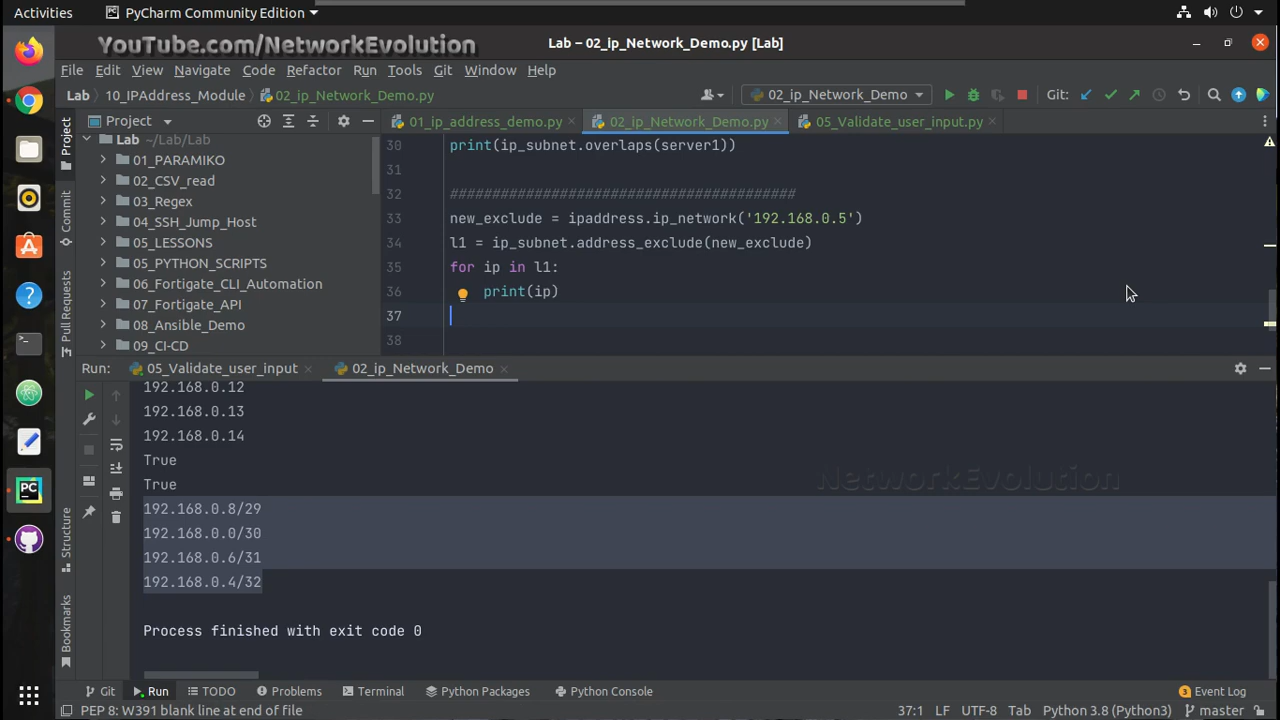 Activities
PyCharm Community Edition
YouTube.com/NetworkEvolution
Lab – 02_ip_Network_Demo.py [Lab]
File Edit View Navigate Code Refactor Run Tools Git Window Help
Lab 10_IPAddress_Module 02_ip_Network_Demo.py
02_ip_Network_Demo
Git:
Project
01_ip_address_demo.py
02_ip_Network_Demo.py
05_Validate_user_input.py
Lab ~/Lab/Lab
01_PARAMIKO
02_CSV_read
03_Regex
04_SSH_Jump_Host
05_LESSONS
05_PYTHON_SCRIPTS
06_Fortigate_CLI_Automation
07_Fortigate_API
08_Ansible_Demo
09_CI-CD
30 print(ip_subnet.overlaps(server1))
31
32 #########################################
33 new_exclude = ipaddress.ip_network('192.168.0.5')
34 l1 = ip_subnet.address_exclude(new_exclude)
35 for ip in l1:
36 print(ip)
37
38
Project
Commit
Pull Requests
Structure
Bookmarks
Run: 05_Validate_user_input 02_ip_Network_Demo
192.168.0.12
192.168.0.13
192.168.0.14
True
True
192.168.0.8/29
192.168.0.0/30
192.168.0.6/31
192.168.0.4/32
Process finished with exit code 0
NetworkEvolution
Git Run TODO Problems Terminal Python Packages Python Console 3 Event Log
PEP 8: W391 blank line at end of file 37:1 LF UTF-8 Tab Python 3.8 (Python3) master